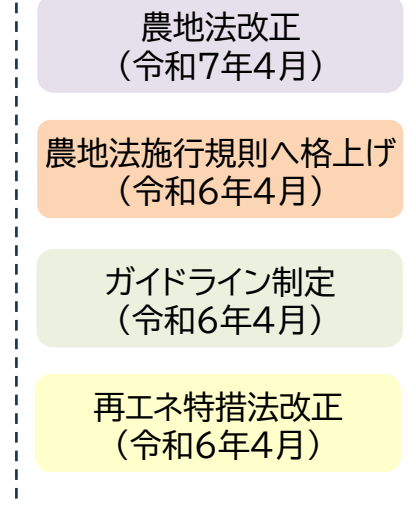 農地法改正
（令和7年4月）
農地法施行規則へ格上げ
（令和6年4月）
ガイドライン制定
（令和6年4月）
再エネ特措法改正
（令和6年4月）